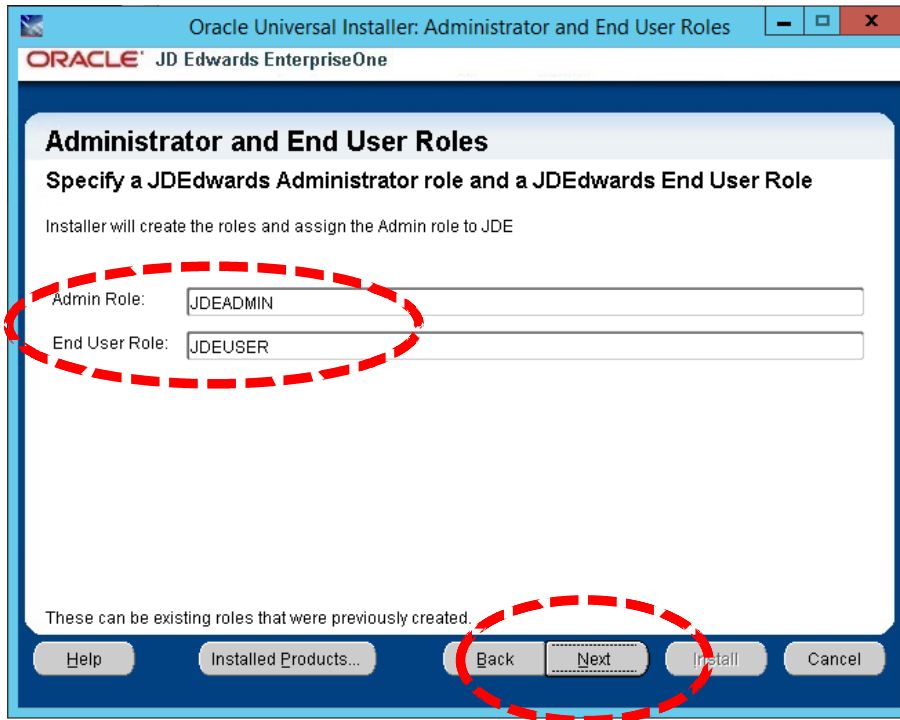 Oracle Universal Installer: Administrator and End User Roles
ORACLE JD Edwards EnterpriseOne
Administrator and End User Roles
Specify a JDEdwards Administrator role and a JDEdwards End User Role
Installer will create the roles and assign the Admin role to JDE
Admin Role: JDEADMIN
End User Role: JDEUSER
These can be existing roles that were previously created.
Help Installed Products... Back Next Install Cancel